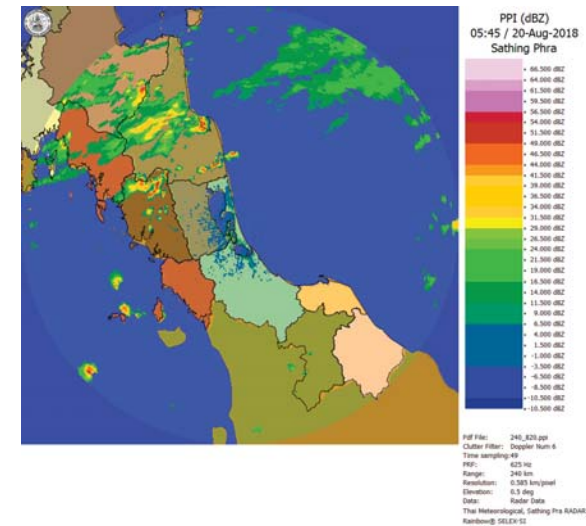 PPI (dBZ)
05:45 / 20-Aug-2018
Sathing Phra
66.500 dBZ
64.000 dBZ
61.500 dBZ
59.500 dBZ
56.500 dBZ
54.000 dBZ
51.500 dBZ
49.000 dBZ
46.500 dBZ
44.000 dBZ
41.500 dBZ
39.000 dBZ
36.500 dBZ
34.000 dBZ
31.500 dBZ
29.000 dBZ
26.500 dBZ
24.000 dBZ
21.500 dBZ
19.000 dBZ
16.500 dBZ
14.000 dBZ
11.500 dBZ
9.000 dBZ
6.500 dBZ
4.000 dBZ
1.500 dBZ
-1.000 dBZ
-3.500 dBZ
-6.500 dBZ
-8.500 dBZ
-10.500 dBZ
-10.500 dBZ
Pdf File: 240_820.ppi
Clutter Filter: Doppler Num 6
Time sampling:49
PRF: 625 Hz
Range: 240 km
Resolution: 0.585 km/pixel
Elevation: 0.5 deg
Data: Radar Data
Thai Meteorological, Sathing Pra RADAR
Rainbow® SELEX-SI